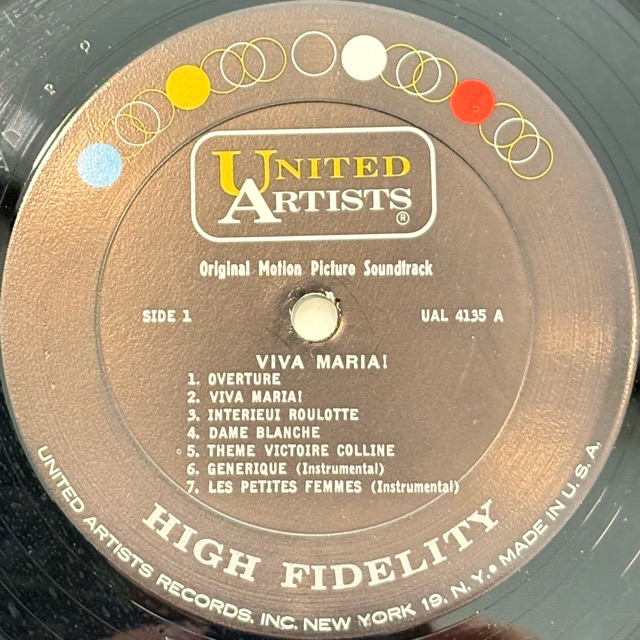 UNITED
ARTISTS
®
Original Motion Picture Soundtrack
SIDE 1
UAL 4135 A
VIVA MARIA!
1. OVERTURE
2. VIVA MARIA!
3. INTERIEUI ROULOTTE
4. DAME BLANCHE
5. THEME VICTOIRE COLLINE
6. GENERIQUE (Instrumental)
7. LES PETITES FEMMES (Instrumental)
HIGH FIDELITY
UNITED ARTISTS RECORDS, INC. NEW YORK 19, N.Y. • MADE IN U.S.A.